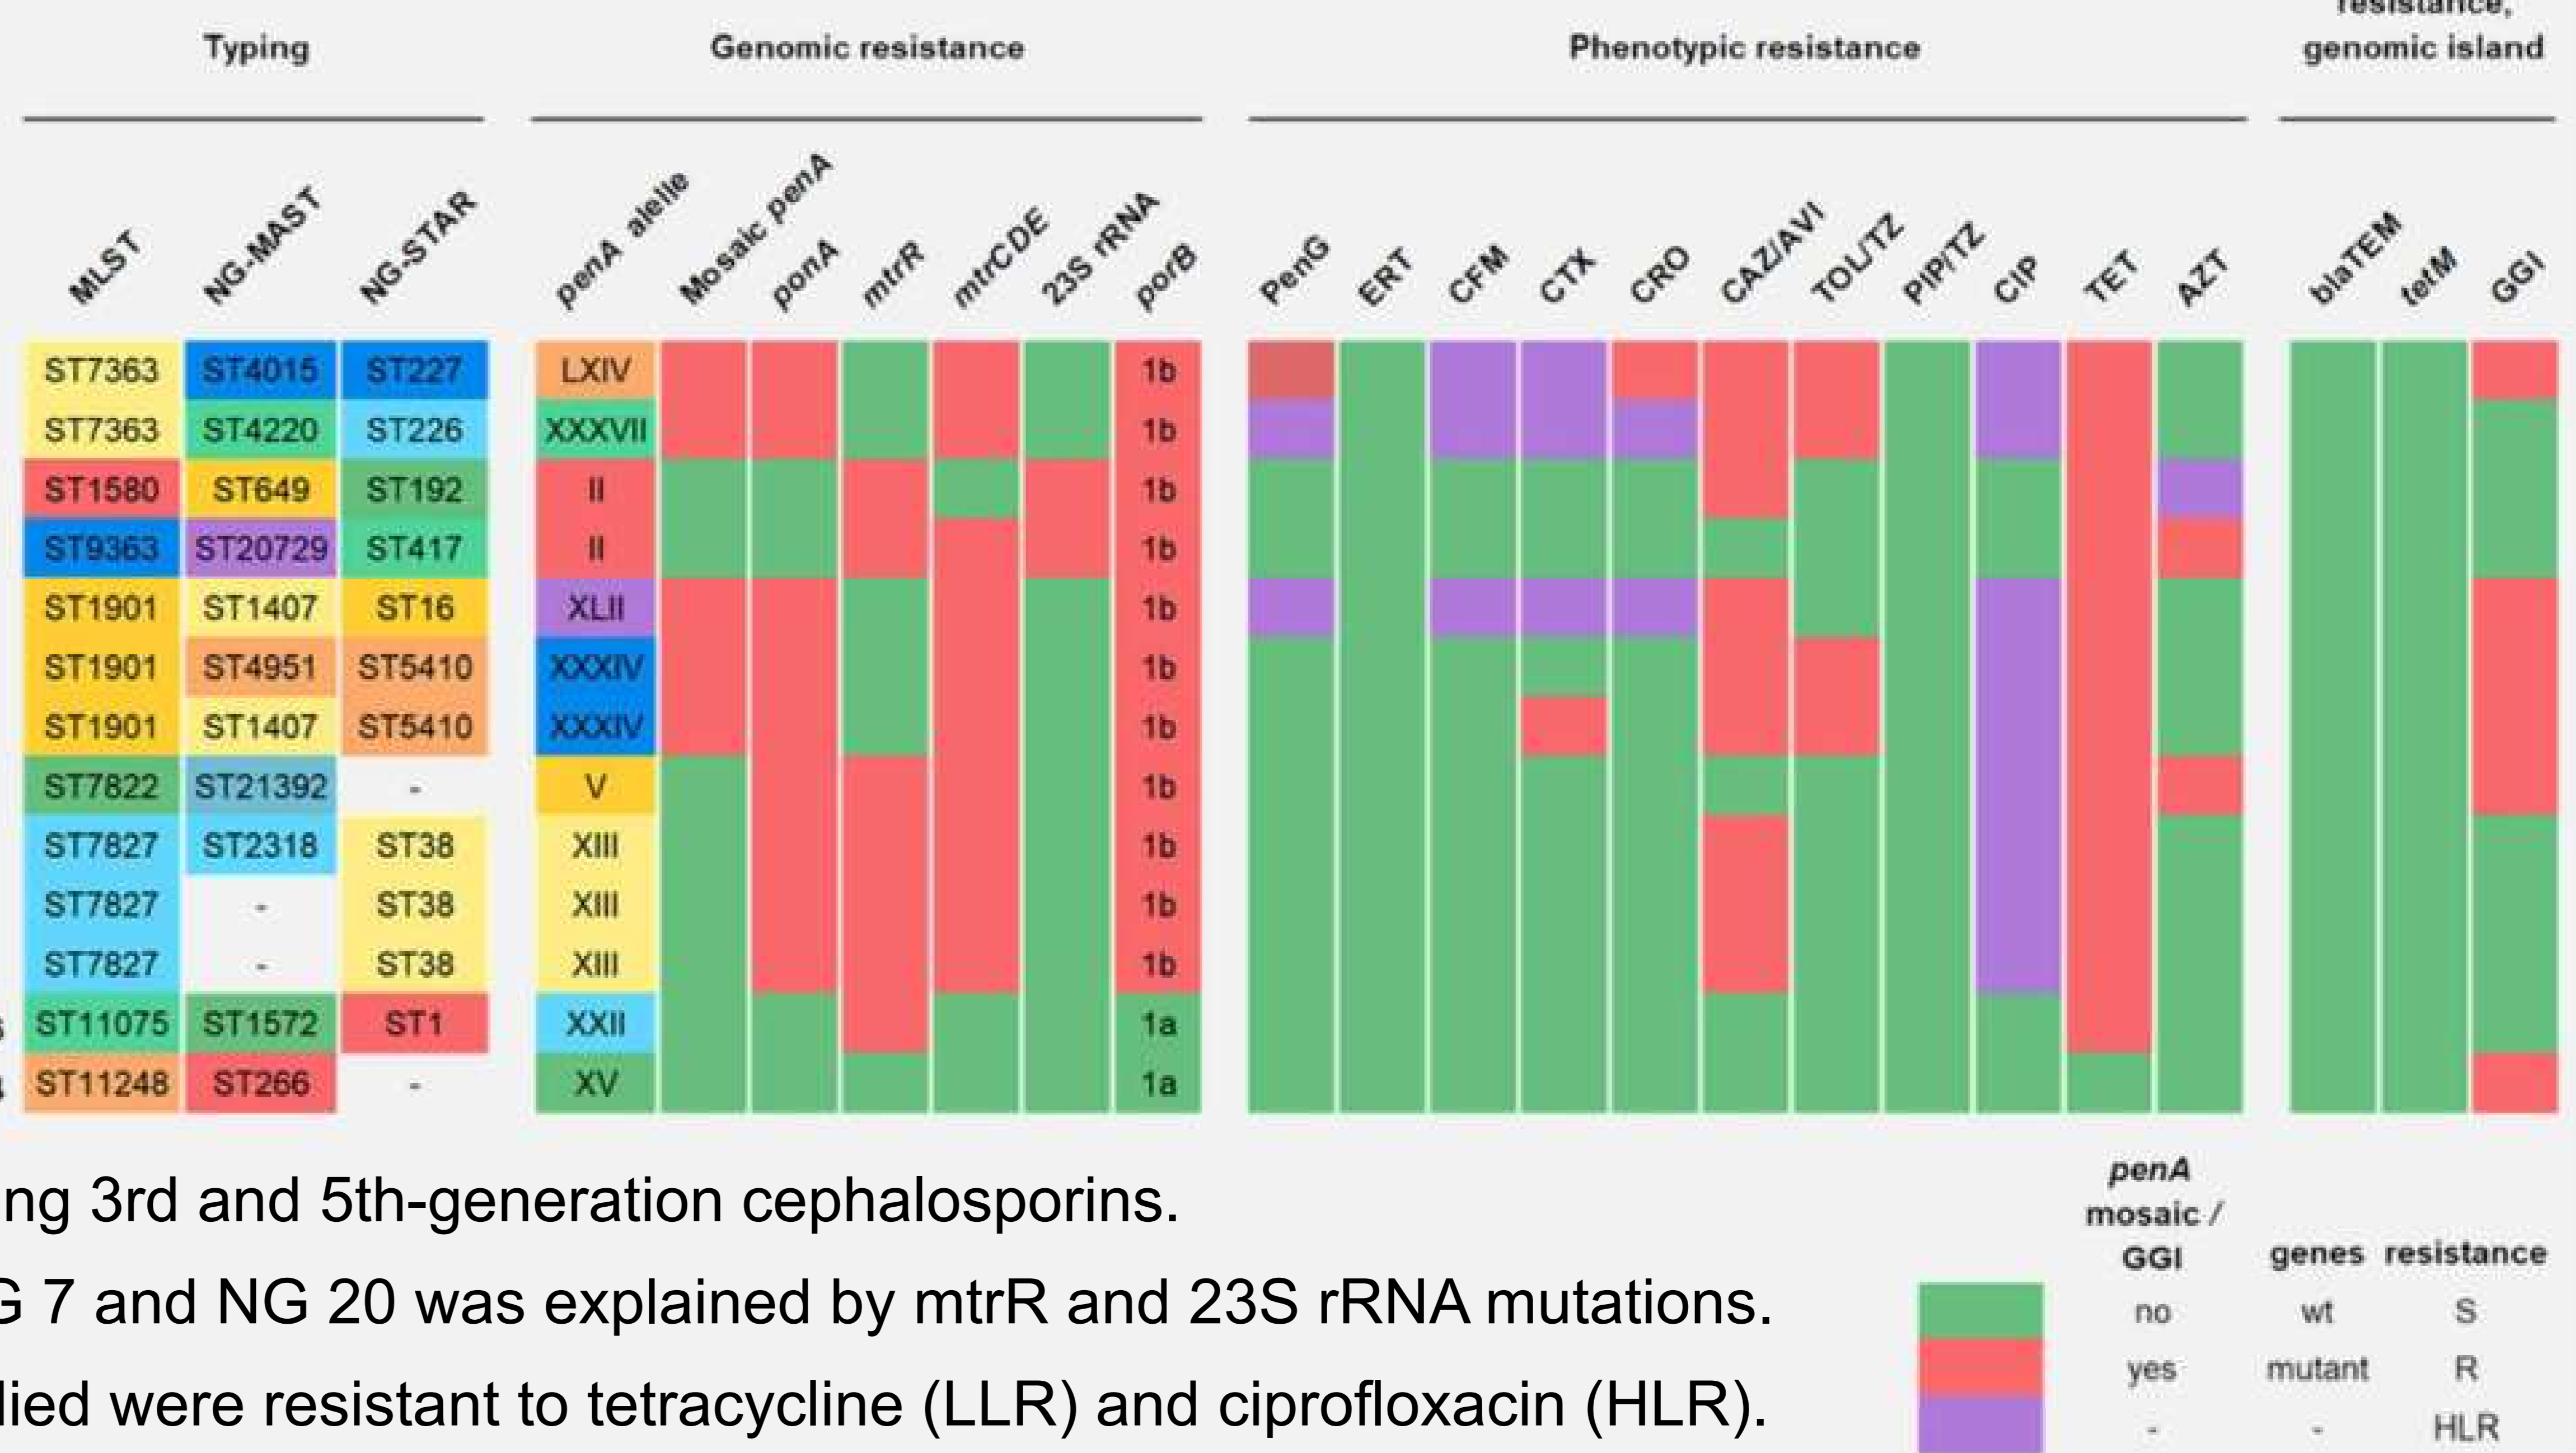 resistance,
Typing Genomic resistance Phenotypic resistance genomic island
MLST NG-MAST NG-STAR penA alelle Mosaic penA ponA mtrR mtrCDE 23S rRNA porB PenG ERT CFM CTX CRO CAZ/AVI TOL/TZ PIP/TZ CIP TET AZT blaTEM tetM GGI
ST7363 ST4015 ST227 LXIV 1b
ST7363 ST4220 ST226 XXXVII 1b
ST1580 ST649 ST192 II 1b
ST9363 ST20729 ST417 II 1b
ST1901 ST1407 ST16 XLII 1b
ST1901 ST4951 ST5410 XXXIV 1b
ST1901 ST1407 ST5410 XXXIV 1b
ST7822 ST21392 - V 1b
ST7827 ST2318 ST38 XIII 1b
ST7827 - ST38 XIII 1b
ST7827 - ST38 XIII 1b
ST11075 ST1572 ST1 XXII 1a
ST11248 ST266 - XV 1a
ng 3rd and 5th-generation cephalosporins.
G 7 and NG 20 was explained by mtrR and 23S rRNA mutations.
died were resistant to tetracycline (LLR) and ciprofloxacin (HLR).
penA
mosaic /
GGI genes resistance
no wt S
yes mutant R
- - HLR